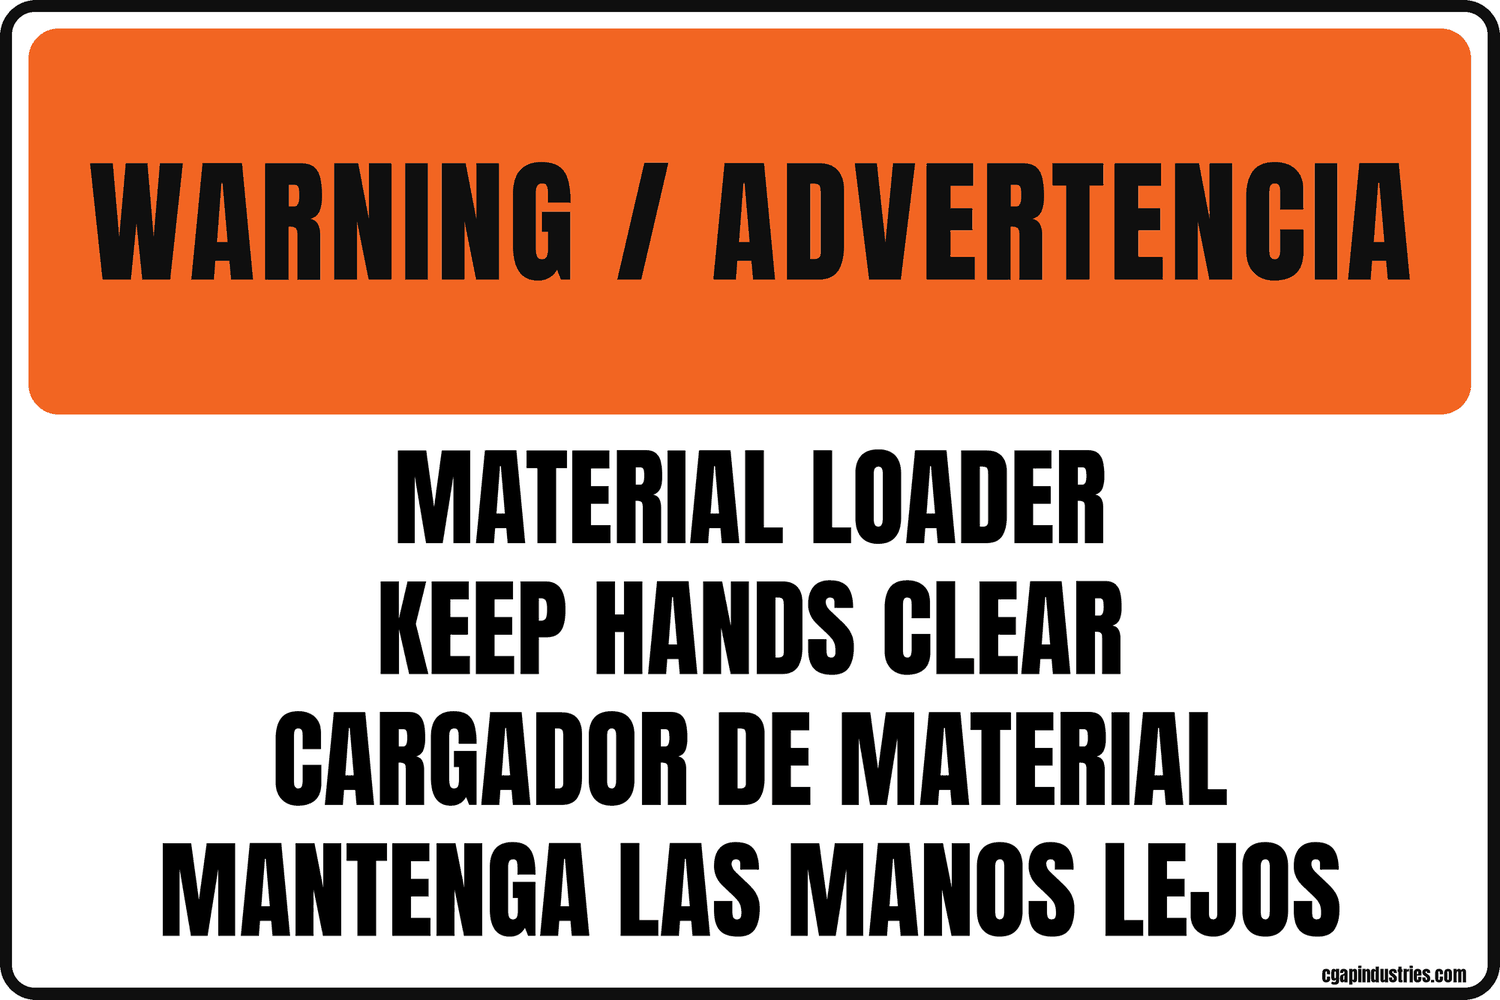 WARNING / ADVERTENCIA
MATERIAL LOADER
KEEP HANDS CLEAR
CARGADOR DE MATERIAL
MANTENGA LAS MANOS LEJOS
cgapindustries.com